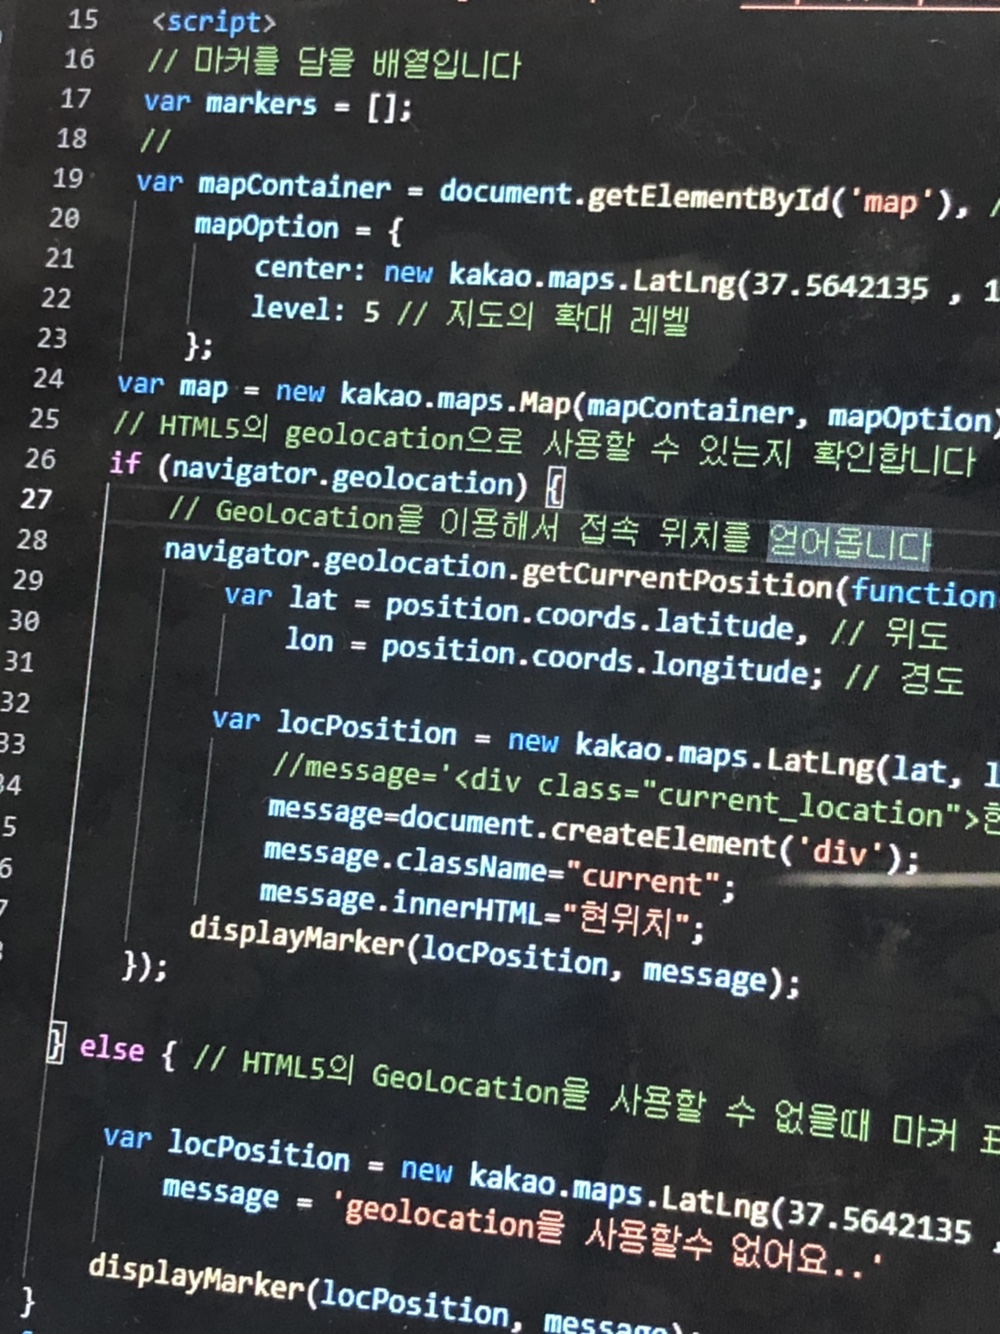 15 <script>
16 // 마커를 담을 배열입니다
17 var markers = [];
18 //
19 var mapContainer = document.getElementById('map'), /
20 mapOption = {
21 center: new kakao.maps.LatLng(37.5642135 , 1
22 level: 5 // 지도의 확대 레벨
23 };
24 var map = new kakao.maps.Map(mapContainer, mapOption)
25 // HTML5의 geolocation으로 사용할 수 있는지 확인합니다
26 if (navigator.geolocation) {
27 // GeoLocation을 이용해서 접속 위치를 얻어옵니다
28 navigator.geolocation.getCurrentPosition(function
29 var lat = position.coords.latitude, // 위도
30 lon = position.coords.longitude; // 경도
31
32 var locPosition = new kakao.maps.LatLng(lat, l
33 //message='<div class="current_location">현
34 message=document.createElement('div');
5 message.className="current";
6 message.innerHTML="현위치";
7 displayMarker(locPosition, message);
});
} else { // HTML5의 GeoLocation을 사용할 수 없을때 마커 표
var locPosition = new kakao.maps.LatLng(37.5642135 ,
message = 'geolocation을 사용할수 없어요..'
displayMarker(locPosition, message);
}